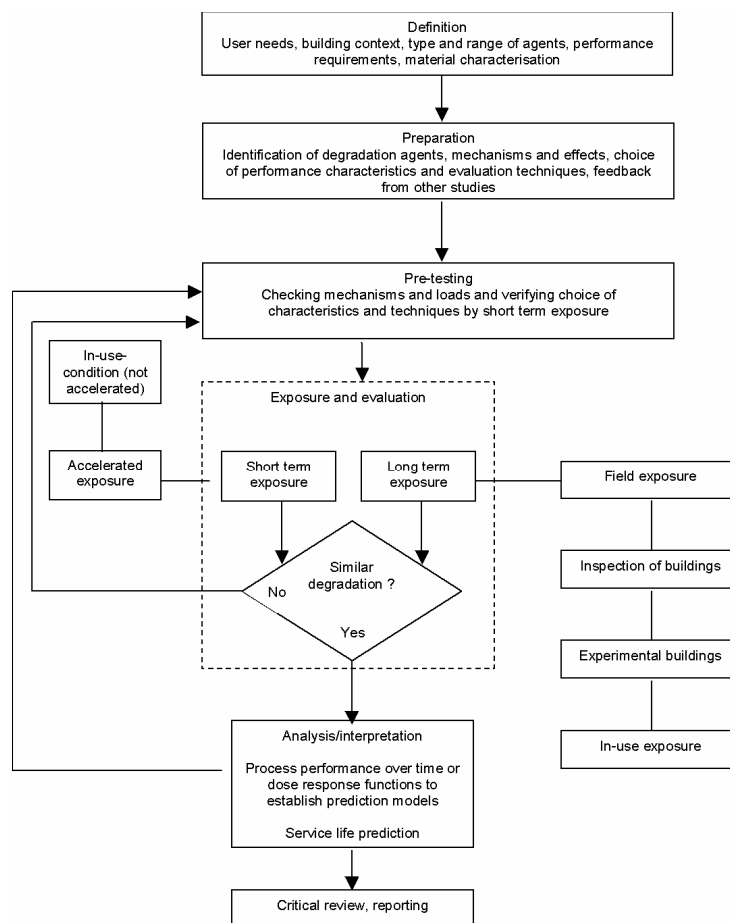 Definition
User needs, building context, type and range of agents, performance
requirements, material characterisation
Preparation
Identification of degradation agents, mechanisms and effects, choice
of performance characteristics and evaluation techniques, feedback
from other studies
Pre-testing
Checking mechanisms and loads and verifying choice of
characteristics and techniques by short term exposure
In-use-
condition (not
accelerated)
Exposure and evaluation
Accelerated
exposure
Short term
exposure
Long term
exposure
Field exposure
Similar
degradation ?
No
Yes
Inspection of buildings
Experimental buildings
In-use exposure
Analysis/interpretation
Process performance over time or
dose response functions to
establish prediction models
Service life prediction
Critical review, reporting